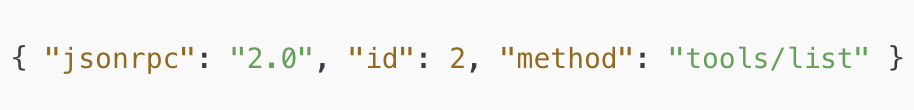 { "jsonrpc": "2.0", "id": 2, "method": "tools/list" }